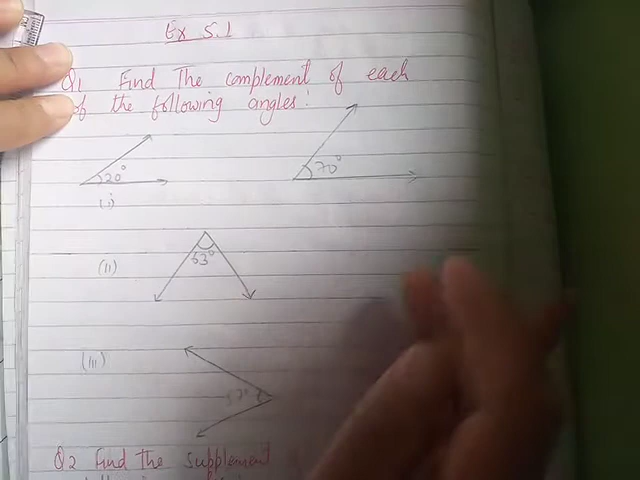 Ex 5.1
Q1 Find The complement of each
of the following angles:
20° 70°
(i)
63°
(ii)
(iii)
57°
Q2 Find the supplement